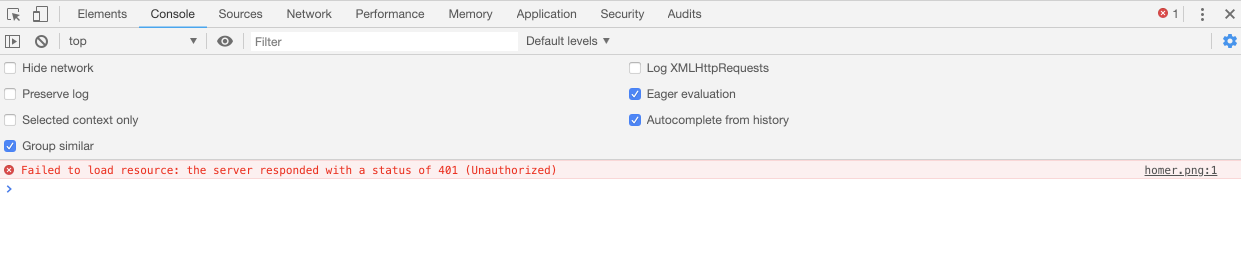 Elements Console Sources Network Performance Memory Application Security Audits 1
top Filter Default levels
Hide network Log XMLHttpRequests
Preserve log Eager evaluation
Selected context only Autocomplete from history
Group similar
Failed to load resource: the server responded with a status of 401 (Unauthorized) homer.png:1